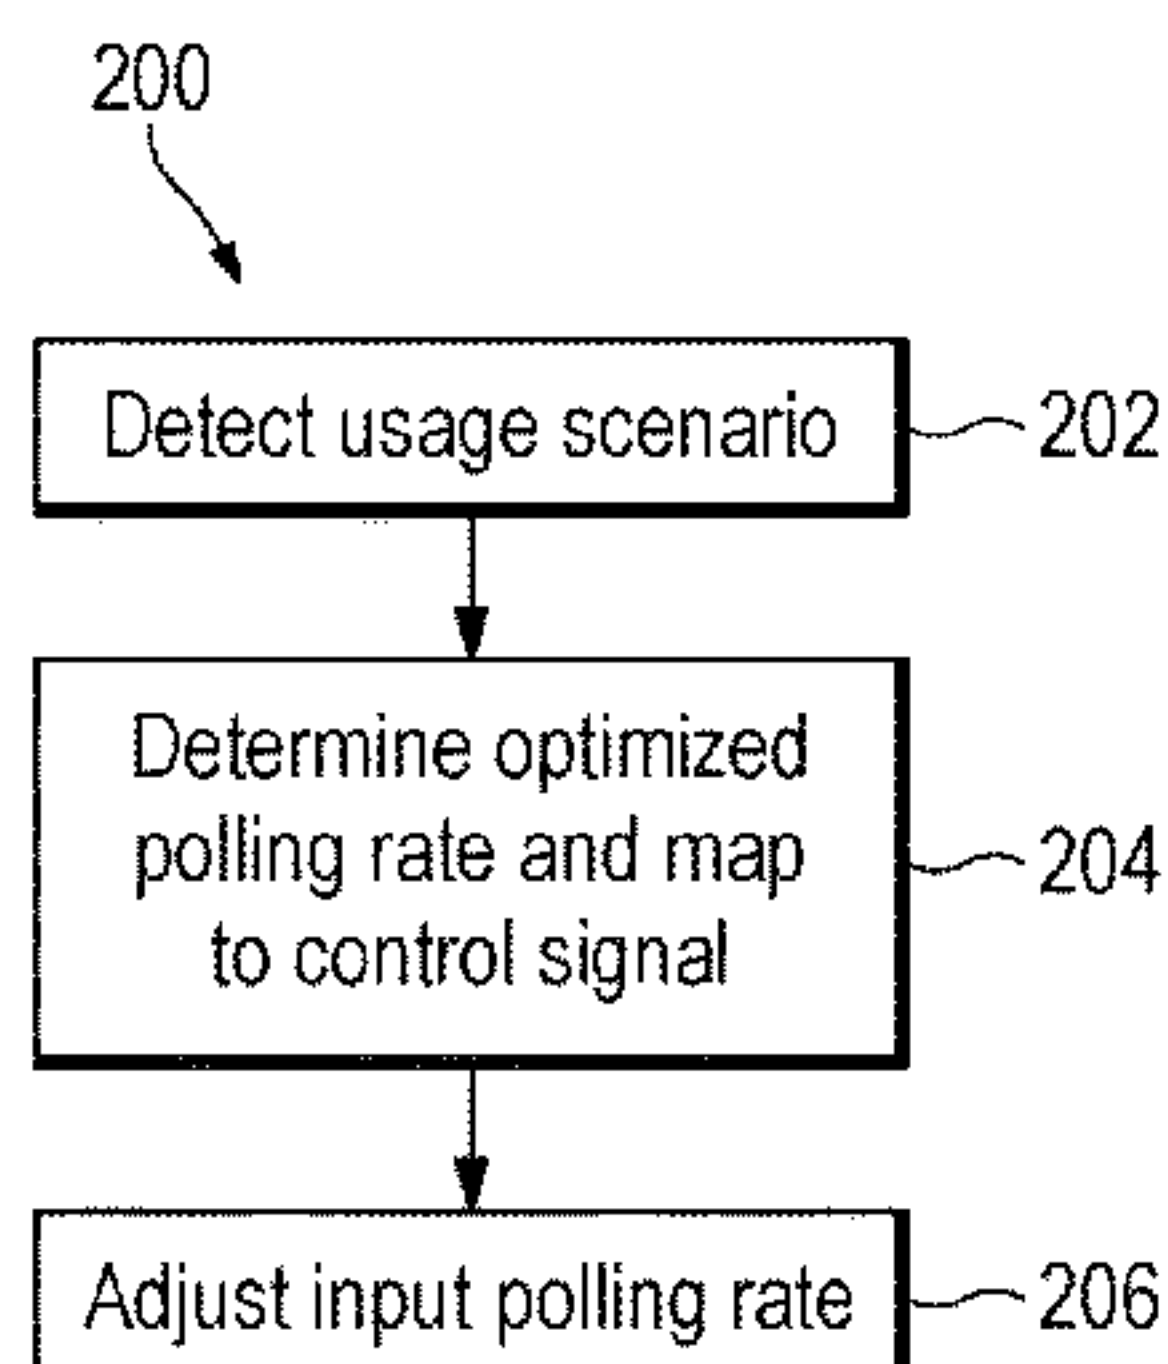 200
Detect usage scenario
202
Determine optimized
polling rate and map
to control signal
204
Adjust input polling rate
206